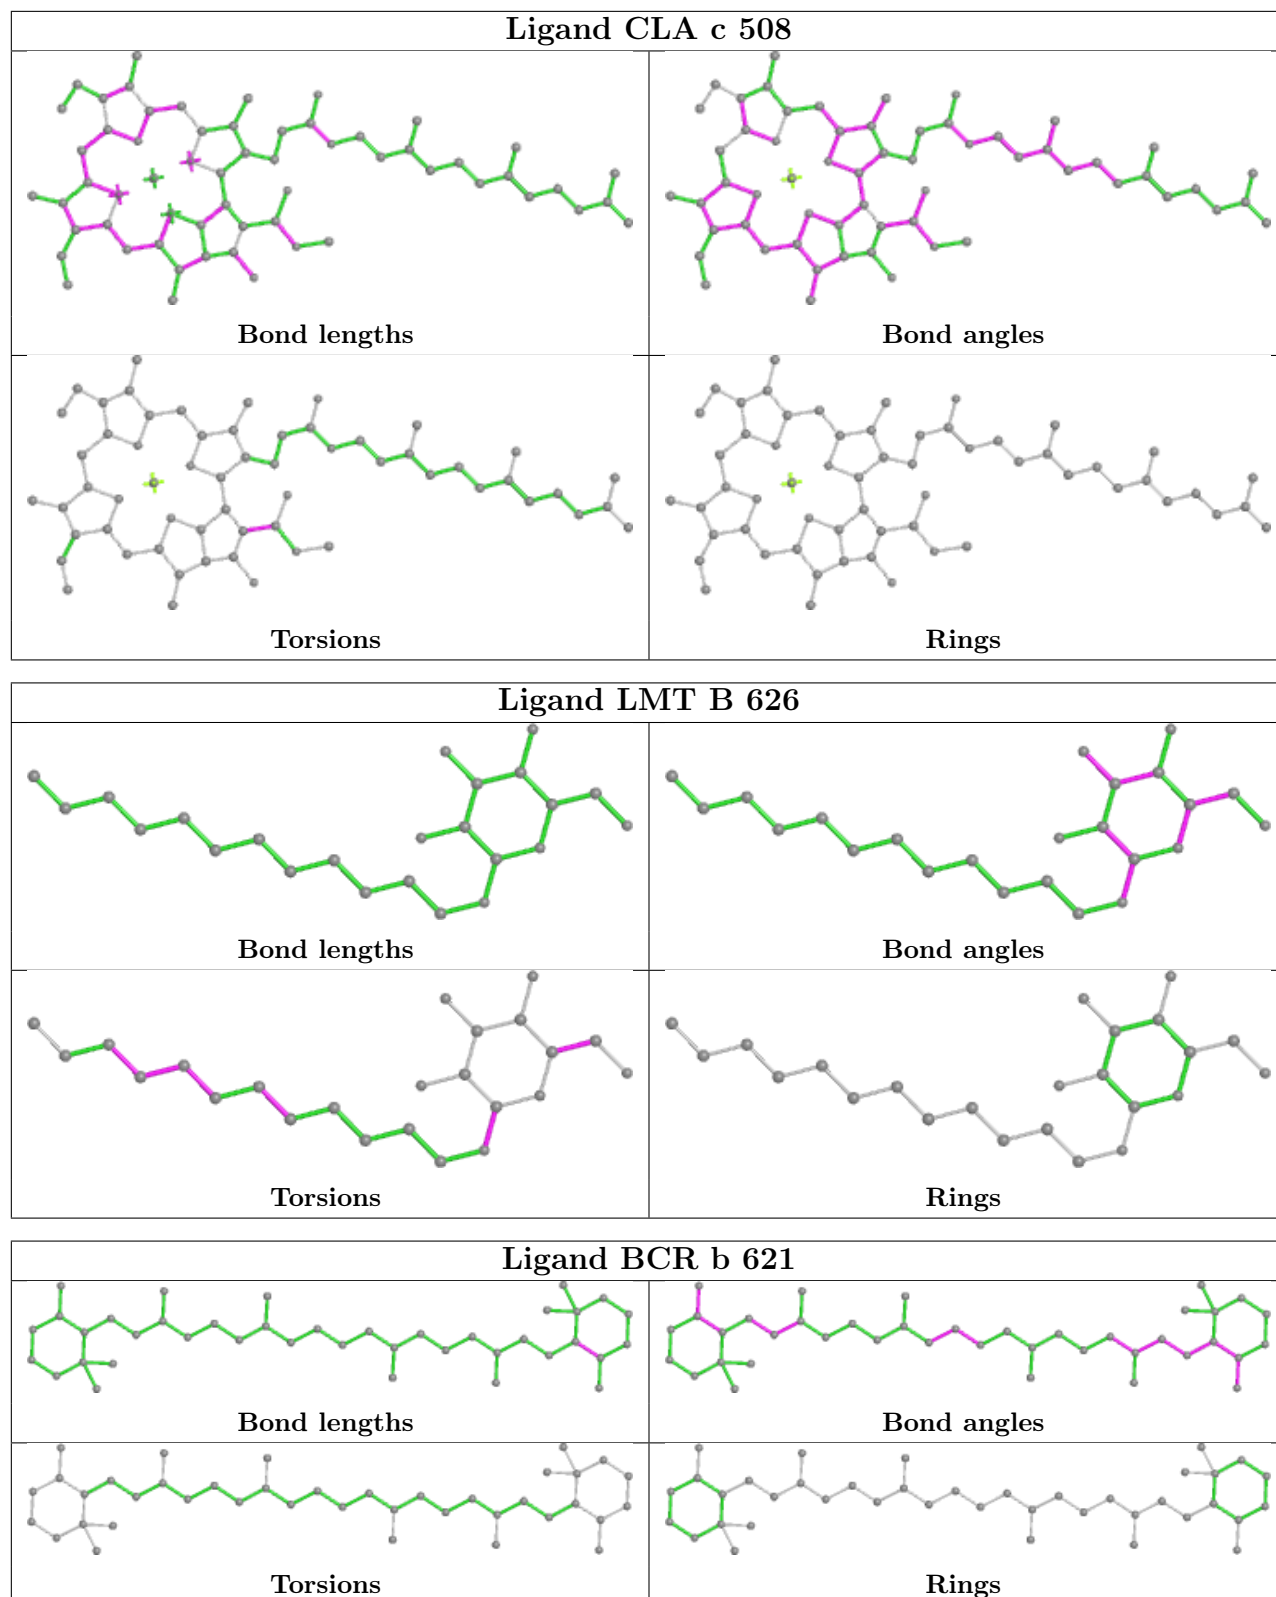 Ligand CLA c 508
Bond lengths
Bond angles
Torsions
Rings
Ligand LMT B 626
Bond lengths
Bond angles
Torsions
Rings
Ligand BCR b 621
Bond lengths
Bond angles
Torsions
Rings